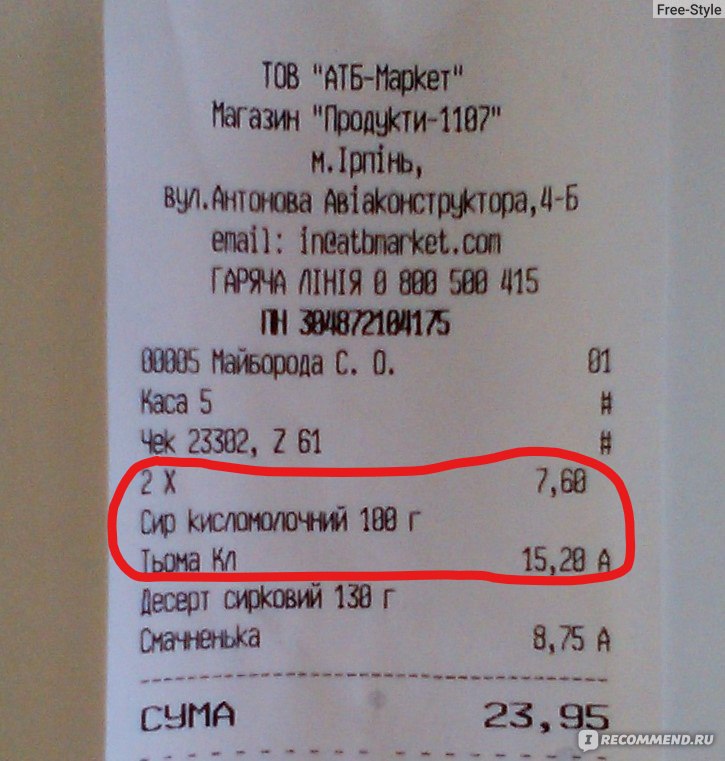 Free-Style
ТОВ "АТБ-Маркет"
Магазин "Продукти-1107"
м.Ірпінь,
вул.Антонова Авіаконструктора,4-Б
email: in@atbmarket.com
ГАРЯЧА ЛІНІЯ 0 800 500 415
ПН 304872104175
00005 Майборода С. О. 01
Каса 5 #
Чек 23302, Z 61 #
2 X 7,60
Сир кисломолочний 100 г
Тьома Кл 15,20 А
Десерт сирковий 130 г
Смачненька 8,75 А
СУМА 23,95
IRECOMMEND.RU